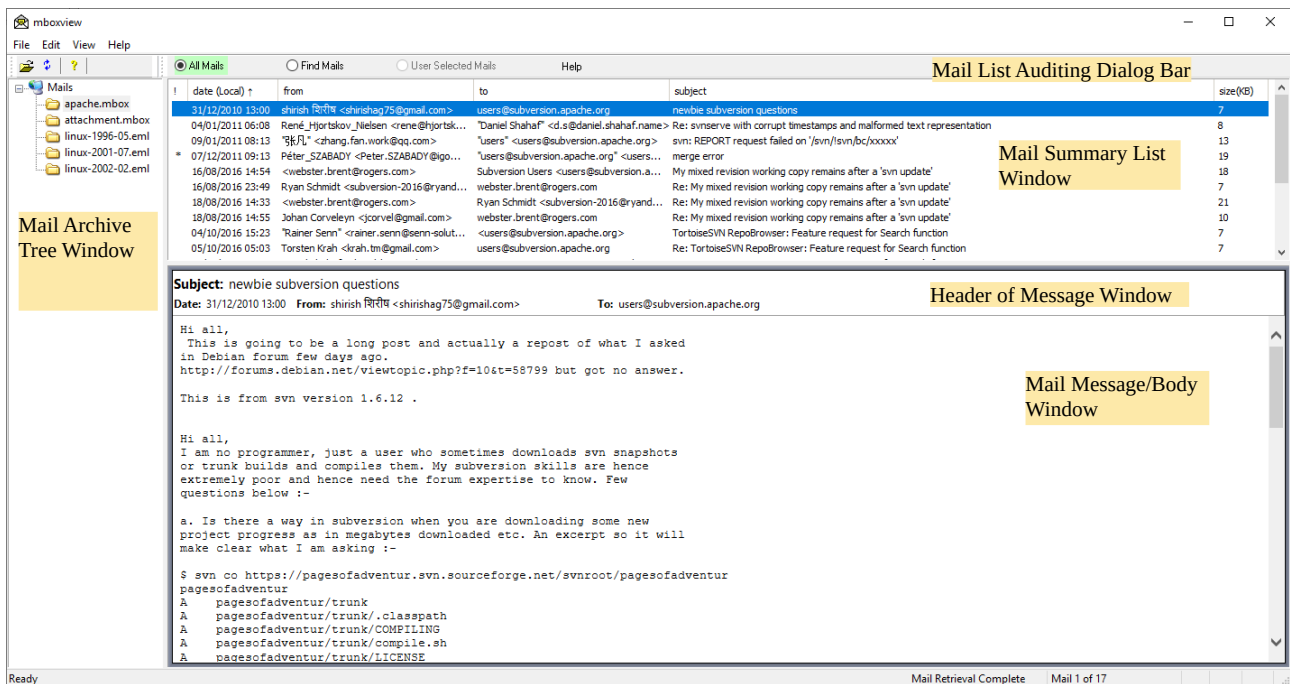 mboxview
File Edit View Help
All Mails Find Mails User Selected Mails Help
Mail List Auditing Dialog Bar
Mails
apache.mbox
attachment.mbox
linux-1996-05.eml
linux-2001-07.eml
linux-2002-02.eml
Mail Archive
Tree Window
! date (Local) ↑ from to subject size(KB)
31/12/2010 13:00 shirish शिरीष <shirishag75@gmail.com> users@subversion.apache.org newbie subversion questions 7
04/01/2011 06:08 René_Hjortskov_Nielsen <rene@hjortsk... "Daniel Shahaf" <d.s@daniel.shahaf.name> Re: svnserve with corrupt timestamps and malformed text representation 8
09/01/2011 08:13 "张凡" <zhang.fan.work@qq.com> "users" <users@subversion.apache.org> svn: REPORT request failed on '/svn/!svn/bc/xxxxx' 13
* 07/12/2011 09:13 Péter_SZABADY <Peter.SZABADY@igo... "users@subversion.apache.org" <users... merge error 19
16/08/2016 14:54 <webster.brent@rogers.com> Subversion Users <users@subversion.a... My mixed revision working copy remains after a 'svn update' 18
16/08/2016 23:49 Ryan Schmidt <subversion-2016@ryand... webster.brent@rogers.com Re: My mixed revision working copy remains after a 'svn update' 7
18/08/2016 14:33 <webster.brent@rogers.com> Ryan Schmidt <subversion-2016@ryand... Re: My mixed revision working copy remains after a 'svn update' 21
18/08/2016 14:55 Johan Corveleyn <jcorvel@gmail.com> webster.brent@rogers.com Re: My mixed revision working copy remains after a 'svn update' 10
04/10/2016 15:23 "Rainer Senn" <rainer.senn@senn-solut... <users@subversion.apache.org> TortoiseSVN RepoBrowser: Feature request for Search function 7
05/10/2016 05:03 Torsten Krah <krah.tm@gmail.com> users@subversion.apache.org Re: TortoiseSVN RepoBrowser: Feature request for Search function 7
Mail Summary List
Window
Subject: newbie subversion questions
Date: 31/12/2010 13:00 From: shirish शिरीष <shirishag75@gmail.com> To: users@subversion.apache.org
Header of Message Window
Hi all,
This is going to be a long post and actually a repost of what I asked
in Debian forum few days ago.
http://forums.debian.net/viewtopic.php?f=10&t=58799 but got no answer.
This is from svn version 1.6.12 .
Mail Message/Body
Window
Hi all,
I am no programmer, just a user who sometimes downloads svn snapshots
or trunk builds and compiles them. My subversion skills are hence
extremely poor and hence need the forum expertise to know. Few
questions below :-
a. Is there a way in subversion when you are downloading some new
project progress as in megabytes downloaded etc. An excerpt so it will
make clear what I am asking :-
$ svn co https://pagesofadventur.svn.sourceforge.net/svnroot/pagesofadventur
pagesofadventur
A pagesofadventur/trunk
A pagesofadventur/trunk/.classpath
A pagesofadventur/trunk/COMPILING
A pagesofadventur/trunk/compile.sh
A pagesofadventur/trunk/LICENSE
Ready Mail Retrieval Complete Mail 1 of 17